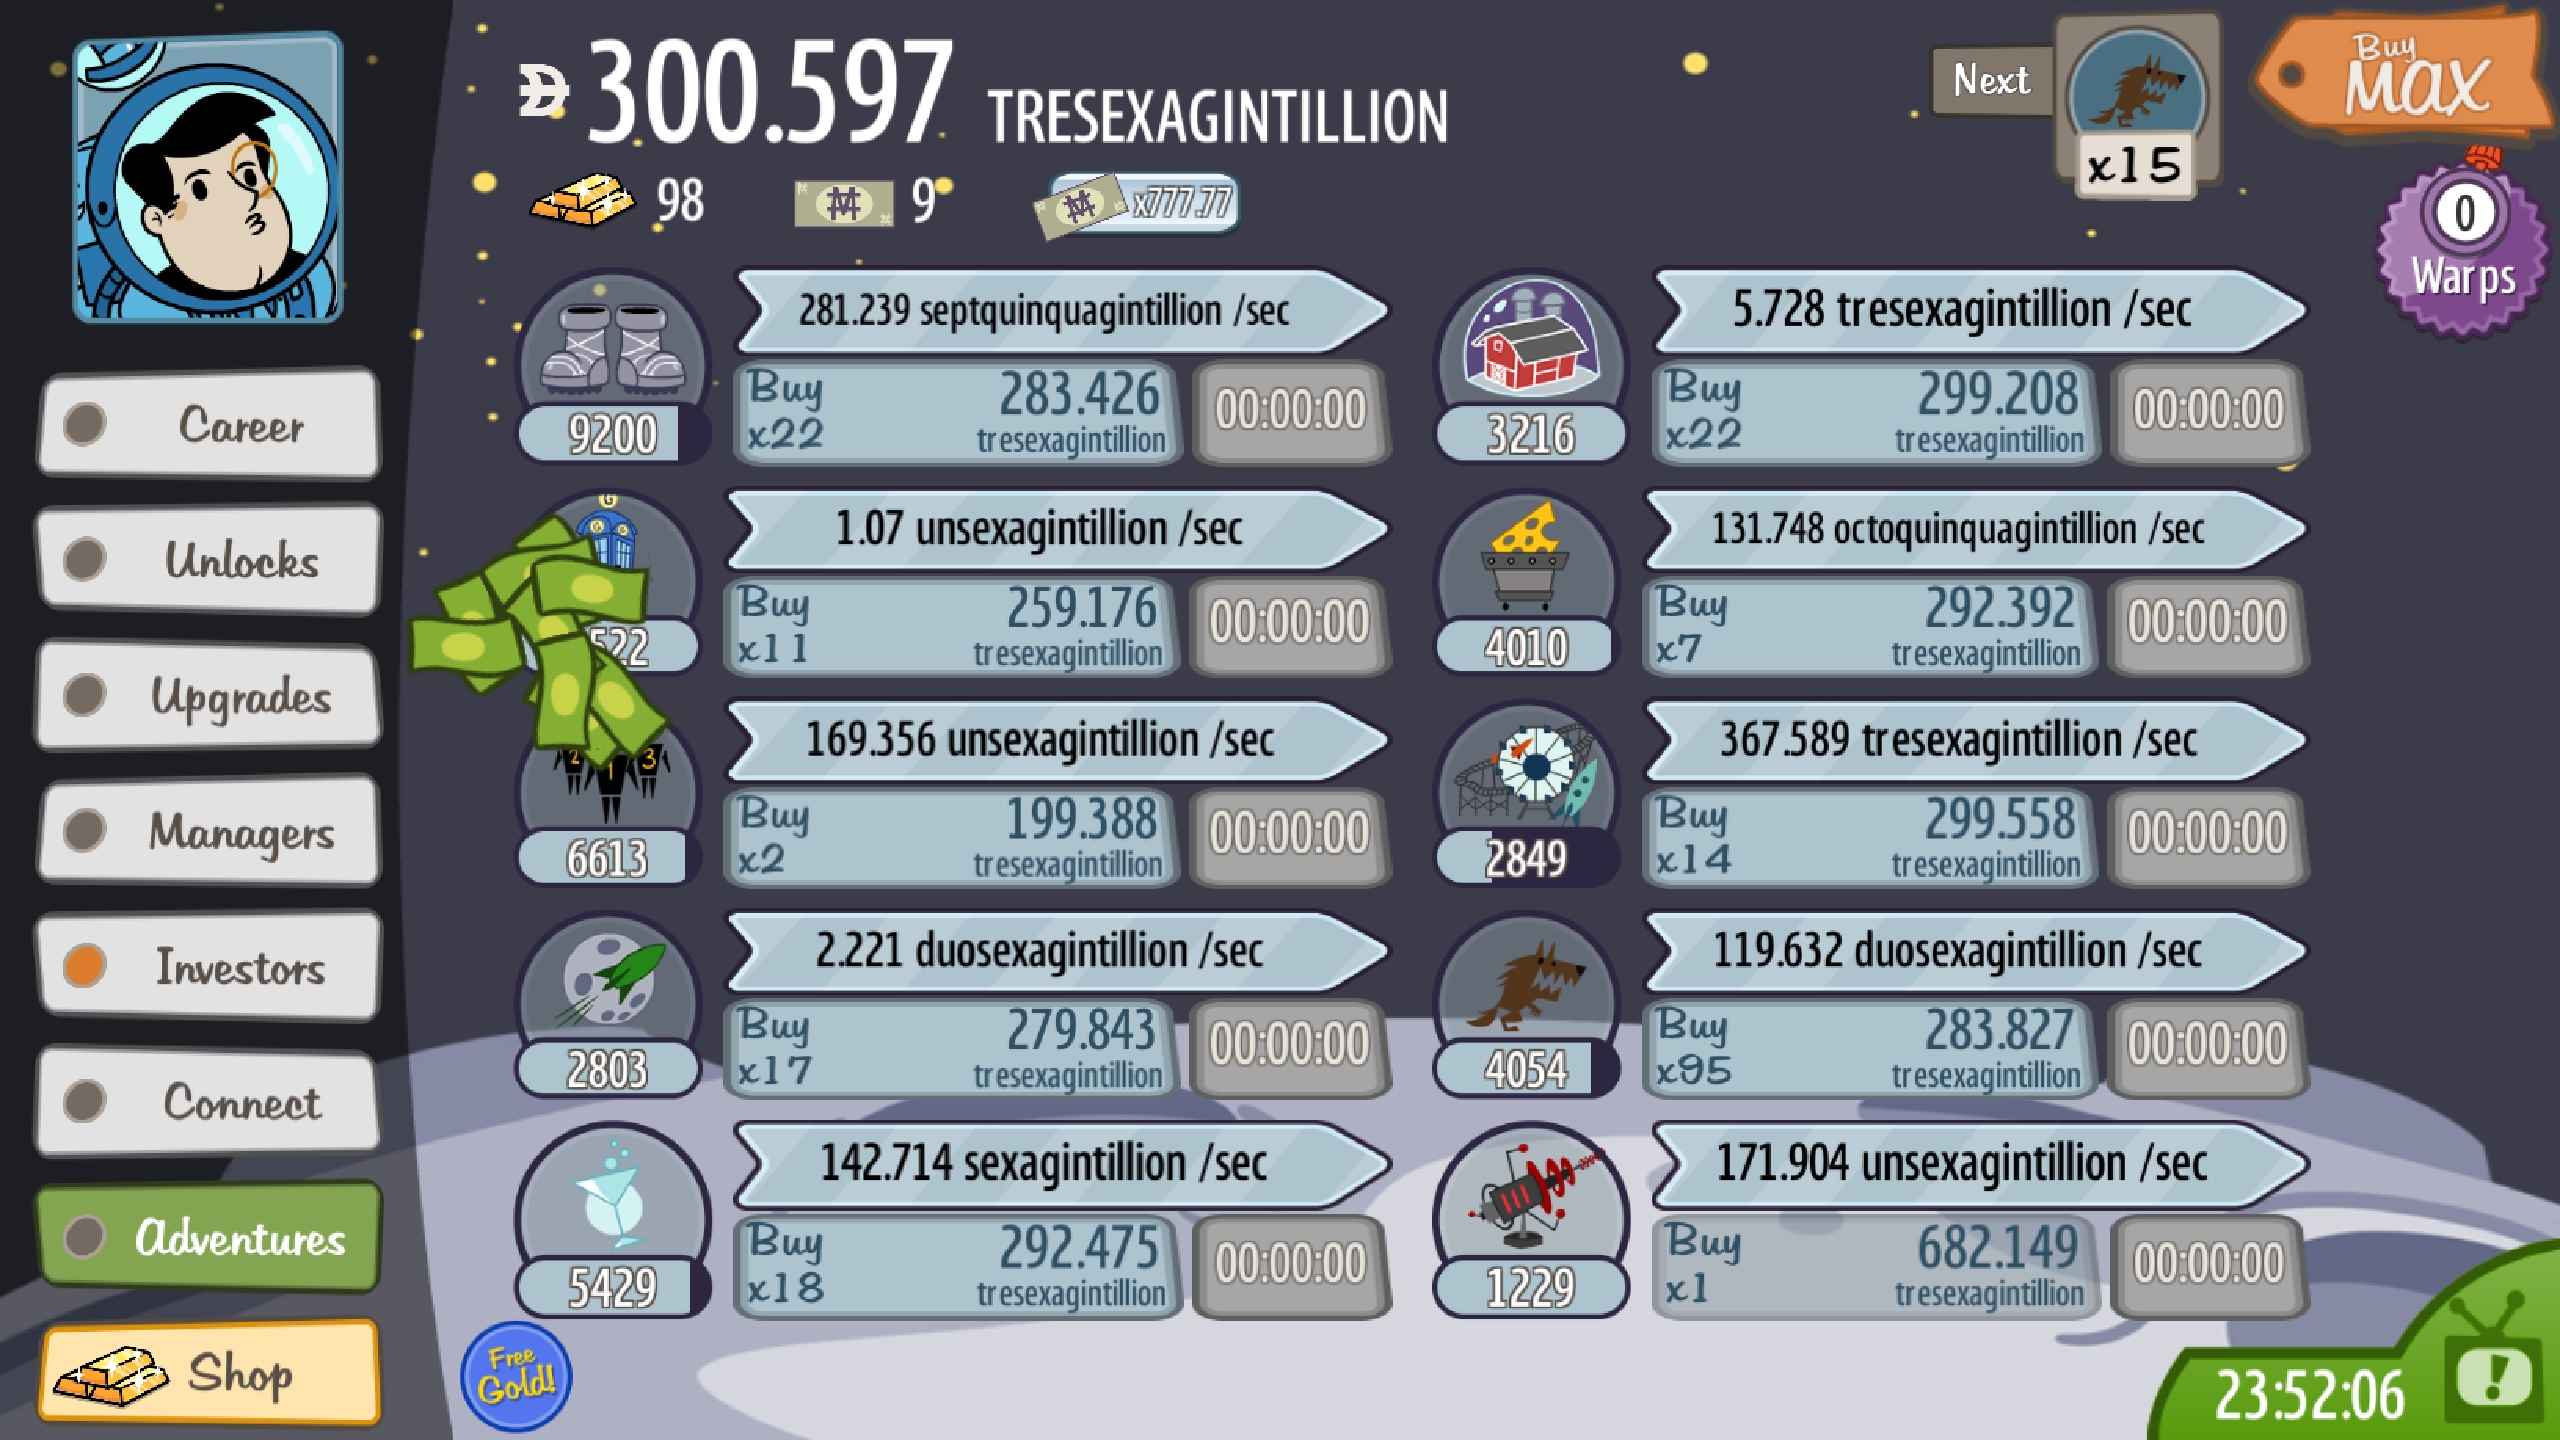 300.597 TRESEXAGINTILLION
98
9
x777.77
Next
x15
Buy
MAX
0
Warps
Career
Unlocks
Upgrades
Managers
Investors
Connect
Adventures
Shop
281.239 septquinquagintillion /sec
9200
Buy
x22
283.426
tresexagintillion
00:00:00
5.728 tresexagintillion /sec
3216
Buy
x22
299.208
tresexagintillion
00:00:00
1.07 unsexagintillion /sec
Buy
x11
259.176
tresexagintillion
00:00:00
131.748 octoquinquagintillion /sec
4010
Buy
x7
292.392
tresexagintillion
00:00:00
169.356 unsexagintillion /sec
2 1 3
6613
Buy
x2
199.388
tresexagintillion
00:00:00
367.589 tresexagintillion /sec
2849
Buy
x14
299.558
tresexagintillion
00:00:00
2.221 duosexagintillion /sec
2803
Buy
x17
279.843
tresexagintillion
00:00:00
119.632 duosexagintillion /sec
4054
Buy
x95
283.827
tresexagintillion
00:00:00
142.714 sexagintillion /sec
5429
Buy
x18
292.475
tresexagintillion
00:00:00
171.904 unsexagintillion /sec
1229
Buy
x1
682.149
tresexagintillion
00:00:00
Free
Gold!
23:52:06
!